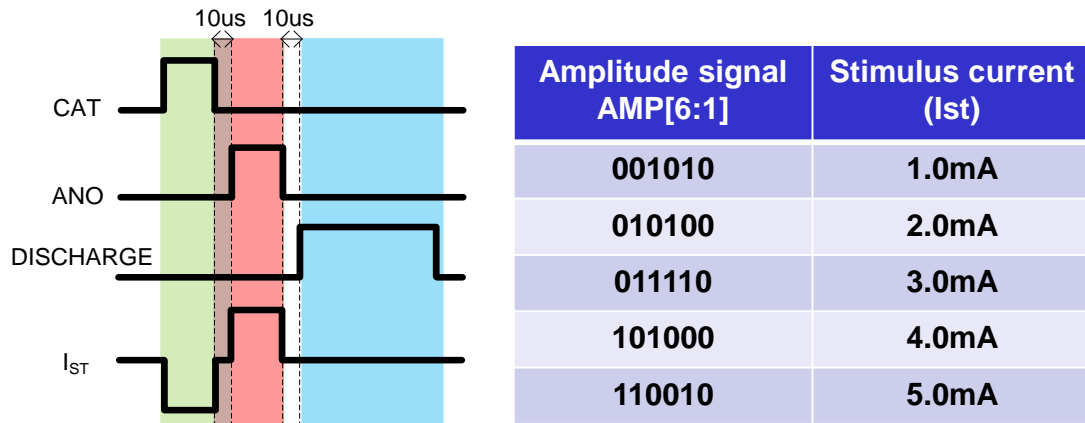 10us 10us
CAT
ANO
DISCHARGE
IST
Amplitude signal Stimulus current
AMP[6:1] (Ist)
001010 1.0mA
010100 2.0mA
011110 3.0mA
101000 4.0mA
110010 5.0mA